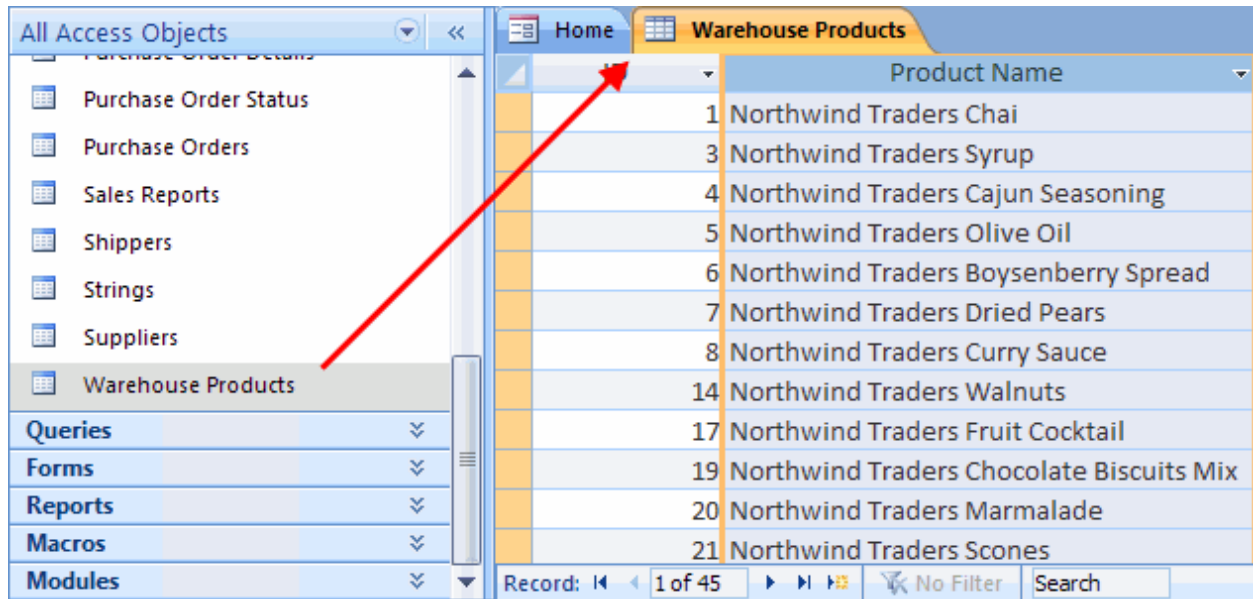 All Access Objects
Purchase Order Details
Purchase Order Status
Purchase Orders
Sales Reports
Shippers
Strings
Suppliers
Warehouse Products
Queries
Forms
Reports
Macros
Modules
Home
Warehouse Products
ID
Product Name
1 Northwind Traders Chai
3 Northwind Traders Syrup
4 Northwind Traders Cajun Seasoning
5 Northwind Traders Olive Oil
6 Northwind Traders Boysenberry Spread
7 Northwind Traders Dried Pears
8 Northwind Traders Curry Sauce
14 Northwind Traders Walnuts
17 Northwind Traders Fruit Cocktail
19 Northwind Traders Chocolate Biscuits Mix
20 Northwind Traders Marmalade
21 Northwind Traders Scones
Record: 1 of 45 No Filter Search